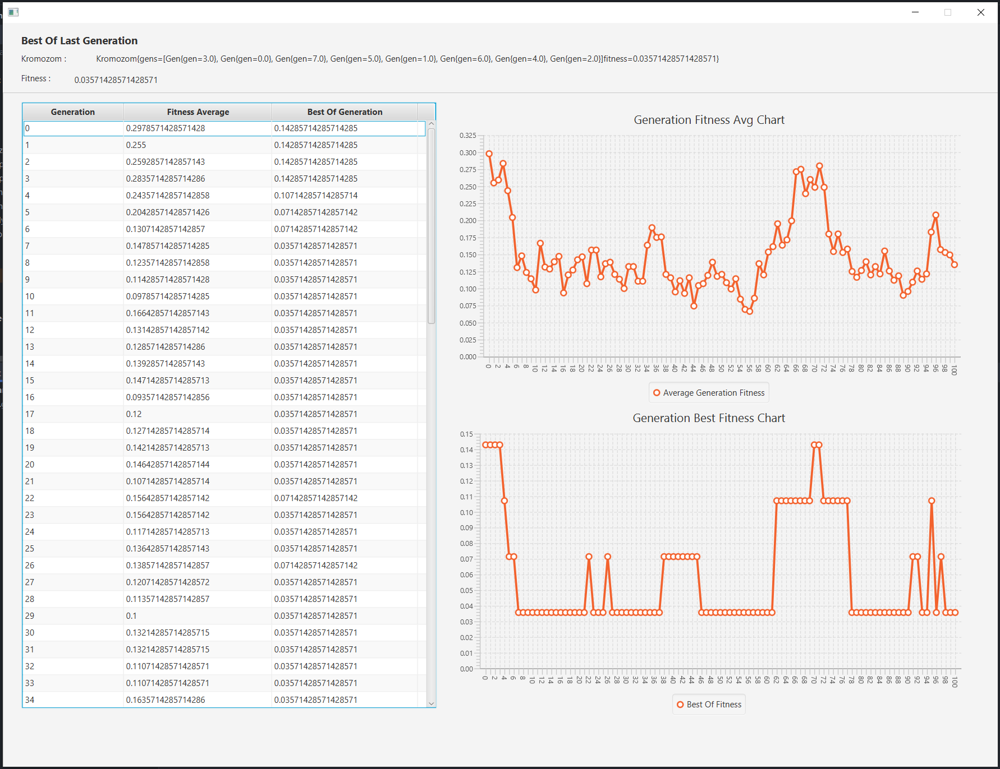 Best Of Last Generation
Kromozom : Kromozom{gens=[Gen{gen=3.0}, Gen{gen=0.0}, Gen{gen=7.0}, Gen{gen=5.0}, Gen{gen=1.0}, Gen{gen=6.0}, Gen{gen=4.0}, Gen{gen=2.0}]fitness=0.03571428571428571}
Fitness : 0.03571428571428571
Generation Fitness Average Best Of Generation
0 0.2978571428571428 0.14285714285714285
1 0.255 0.14285714285714285
2 0.2592857142857143 0.14285714285714285
3 0.2835714285714286 0.14285714285714285
4 0.24357142857142858 0.10714285714285714
5 0.20428571428571426 0.07142857142857142
6 0.1307142857142857 0.07142857142857142
7 0.14785714285714285 0.03571428571428571
8 0.12357142857142858 0.03571428571428571
9 0.11428571428571428 0.03571428571428571
10 0.09785714285714285 0.03571428571428571
11 0.16642857142857143 0.03571428571428571
12 0.13142857142857142 0.03571428571428571
13 0.1285714285714286 0.03571428571428571
14 0.1392857142857143 0.03571428571428571
15 0.14714285714285713 0.03571428571428571
16 0.09357142857142856 0.03571428571428571
17 0.12 0.03571428571428571
18 0.12714285714285714 0.03571428571428571
19 0.14214285714285713 0.03571428571428571
20 0.14642857142857144 0.03571428571428571
21 0.10714285714285714 0.03571428571428571
22 0.15642857142857142 0.07142857142857142
23 0.15642857142857142 0.03571428571428571
24 0.11714285714285713 0.03571428571428571
25 0.13642857142857143 0.03571428571428571
26 0.13857142857142857 0.07142857142857142
27 0.12071428571428572 0.03571428571428571
28 0.11357142857142857 0.03571428571428571
29 0.1 0.03571428571428571
30 0.13214285714285715 0.03571428571428571
31 0.13214285714285715 0.03571428571428571
32 0.11071428571428571 0.03571428571428571
33 0.11071428571428571 0.03571428571428571
34 0.1635714285714286 0.03571428571428571
Generation Fitness Avg Chart
0.325
0.300
0.275
0.250
0.225
0.200
0.175
0.150
0.125
0.100
0.075
0.050
0.025
0.000
0 2 4 6 8 10 12 14 16 18 20 22 24 26 28 30 32 34 36 38 40 42 44 46 48 50 52 54 56 58 60 62 64 66 68 70 72 74 76 78 80 82 84 86 88 90 92 94 96 98 100
Average Generation Fitness
Generation Best Fitness Chart
0.15
0.14
0.13
0.12
0.11
0.10
0.09
0.08
0.07
0.06
0.05
0.04
0.03
0.02
0.01
0.00
0 2 4 6 8 10 12 14 16 18 20 22 24 26 28 30 32 34 36 38 40 42 44 46 48 50 52 54 56 58 60 62 64 66 68 70 72 74 76 78 80 82 84 86 88 90 92 94 96 98 100
Best Of Fitness